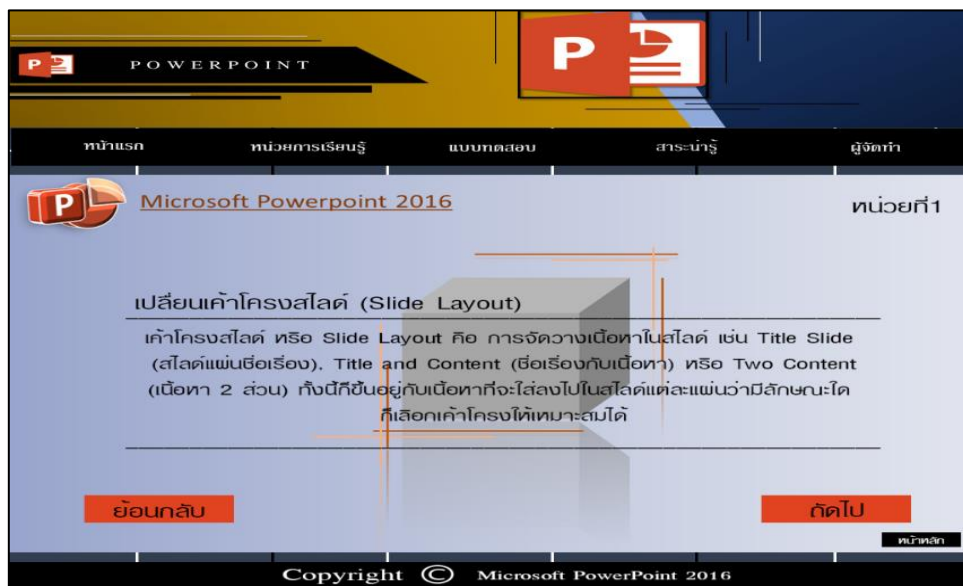 P POWERPOINT
P
หน้าแรก หน่วยการเรียนรู้ แบบทดสอบ สาระน่ารู้ ผู้จัดทำ
P Microsoft Powerpoint 2016 หน่วยที่1
เปลี่ยนเค้าโครงสไลด์ (Slide Layout)
เค้าโครงสไลด์ หรือ Slide Layout คือ การจัดวางเนื้อหาในสไลด์ เช่น Title Slide
(สไลด์แผ่นชื่อเรื่อง), Title and Content (ชื่อเรื่องกับเนื้อหา) หรือ Two Content
(เนื้อหา 2 ส่วน) ทั้งนี้ก็ขึ้นอยู่กับเนื้อหาที่จะใส่ลงไปในสไลด์แต่ละแผ่นว่ามีลักษณะใด
ก็เลือกเค้าโครงให้เหมาะสมได้
ย้อนกลับ ถัดไป
หน้าหลัก
Copyright © Microsoft PowerPoint 2016